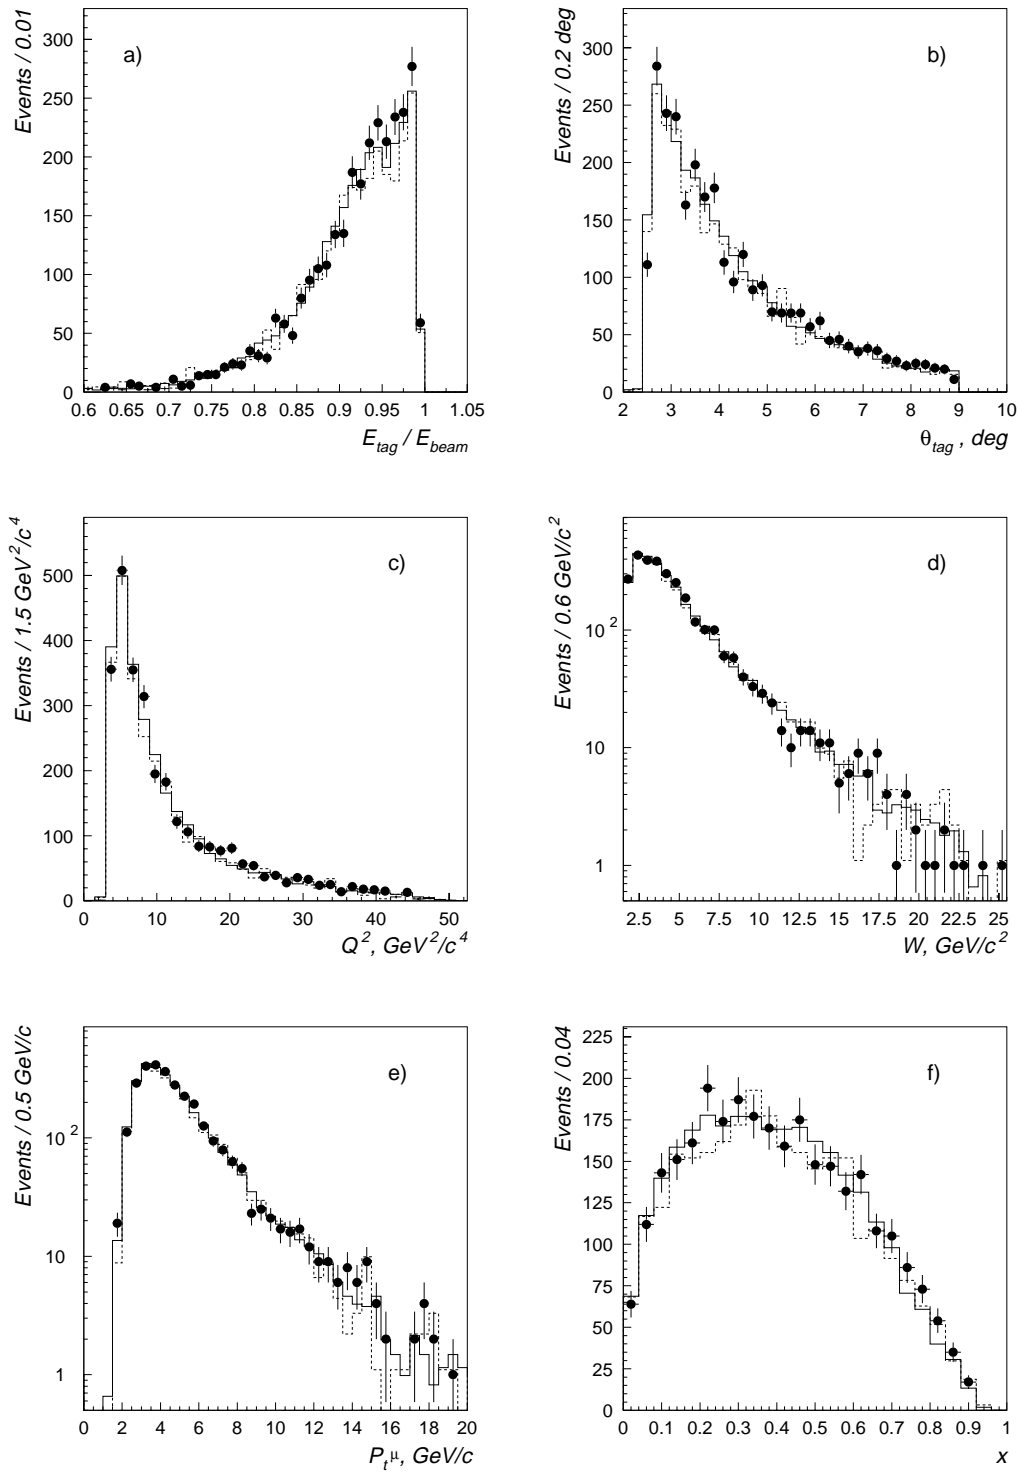 Events / 0.01
a)
300
250
200
150
100
50
0
0.6 0.65 0.7 0.75 0.8 0.85 0.9 0.95 1 1.05
E_tag / E_beam
Events / 0.2 deg
b)
300
250
200
150
100
50
0
2 3 4 5 6 7 8 9 10
θ_tag , deg
Events / 1.5 GeV²/c⁴
c)
500
400
300
200
100
0
0 10 20 30 40 50
Q², GeV²/c⁴
Events / 0.6 GeV/c²
d)
10²
10
1
2.5 5 7.5 10 12.5 15 17.5 20 22.5 25
W, GeV/c²
Events / 0.5 GeV/c
e)
10²
10
1
0 2 4 6 8 10 12 14 16 18 20
P_t^μ, GeV/c
Events / 0.04
f)
225
200
175
150
125
100
75
50
25
0
0 0.1 0.2 0.3 0.4 0.5 0.6 0.7 0.8 0.9 1
x